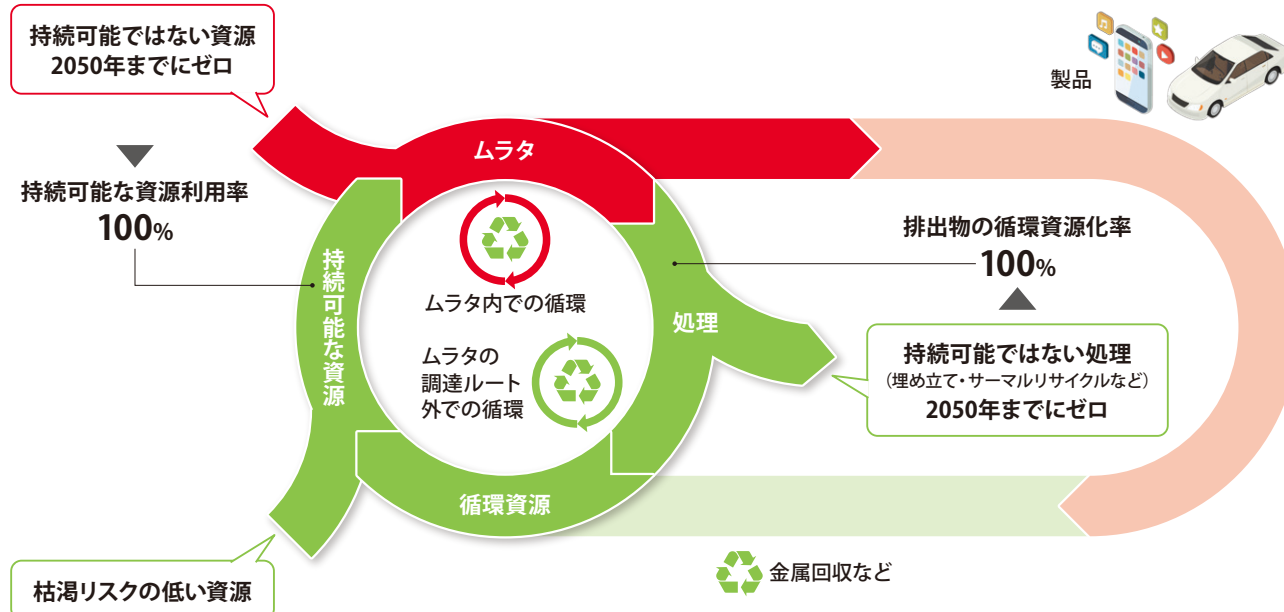 持続可能ではない資源
2050年までにゼロ
持続可能な資源利用率
100%
ムラタ
製品
持続可能な資源
ムラタ内での循環
ムラタの
調達ルート
外での循環
処理
循環資源
排出物の循環資源化率
100%
持続可能ではない処理
(埋め立て・サーマルリサイクルなど)
2050年までにゼロ
枯渇リスクの低い資源
金属回収など